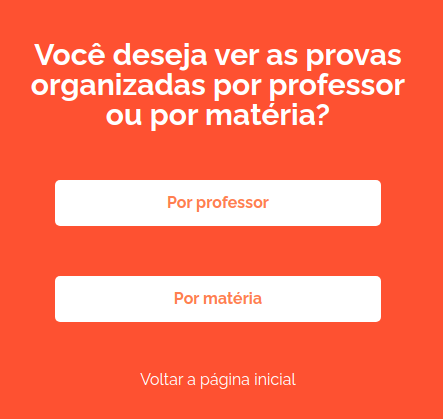 Você deseja ver as provas
organizadas por professor
ou por matéria?
Por professor
Por matéria
Voltar a página inicial